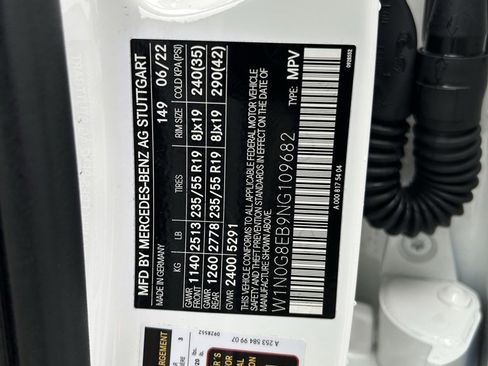 MFD BY MERCEDES-BENZ AG STUTTGART
149 06/22
KG LB TIRES RIM SIZE COLD KPA (PSI)
GAWR FRONT 1140 2513 235/55 R19 8Jx19 240(35)
GAWR REAR 1260 2778 235/55 R19 8Jx19 290(42)
GVWR 2400 5291
THIS VEHICLE CONFORMS TO ALL APPLICABLE FEDERAL MOTOR VEHICLE
SAFETY AND THEFT PREVENTION STANDARDS IN EFFECT ON THE DATE OF
MANUFACTURE SHOWN ABOVE.
W1N0G8EB9NG109682 TYPE: MPV
A 000 817 54 04
0928552
0928552
A 253 584 99 07